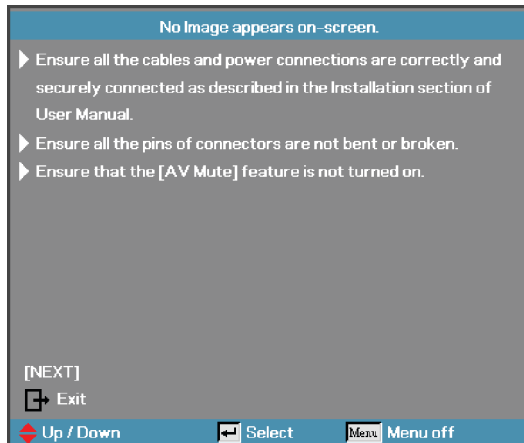 No Image appears on-screen.
Ensure all the cables and power connections are correctly and
securely connected as described in the Installation section of
User Manual.
Ensure all the pins of connectors are not bent or broken.
Ensure that the [AV Mute] feature is not turned on.
[NEXT]
Exit
Up / Down Select Menu Menu off